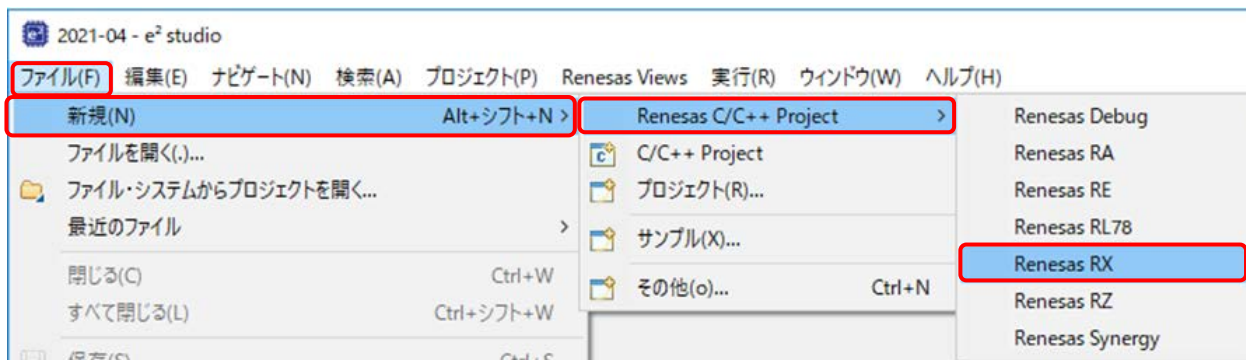 2021-04 - e² studio
ファイル(F) 編集(E) ナビゲート(N) 検索(A) プロジェクト(P) Renesas Views 実行(R) ウィンドウ(W) ヘルプ(H)
新規(N) Alt+シフト+N >
ファイルを開く(.)...
ファイル・システムからプロジェクトを開く...
最近のファイル >
閉じる(C) Ctrl+W
すべて閉じる(L) Ctrl+シフト+W
保存(S) Ctrl+S
Renesas C/C++ Project >
C/C++ Project
プロジェクト(R)...
サンプル(X)...
その他(o)... Ctrl+N
Renesas Debug
Renesas RA
Renesas RE
Renesas RL78
Renesas RX
Renesas RZ
Renesas Synergy